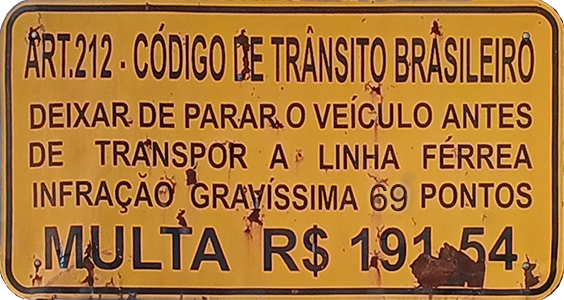 ART.212 - CÓDIGO DE TRÂNSITO BRASILEIRO
DEIXAR DE PARAR O VEÍCULO ANTES
DE TRANSPOR A LINHA FÉRREA
INFRAÇÃO GRAVÍSSIMA 69 PONTOS
MULTA R$ 191,54